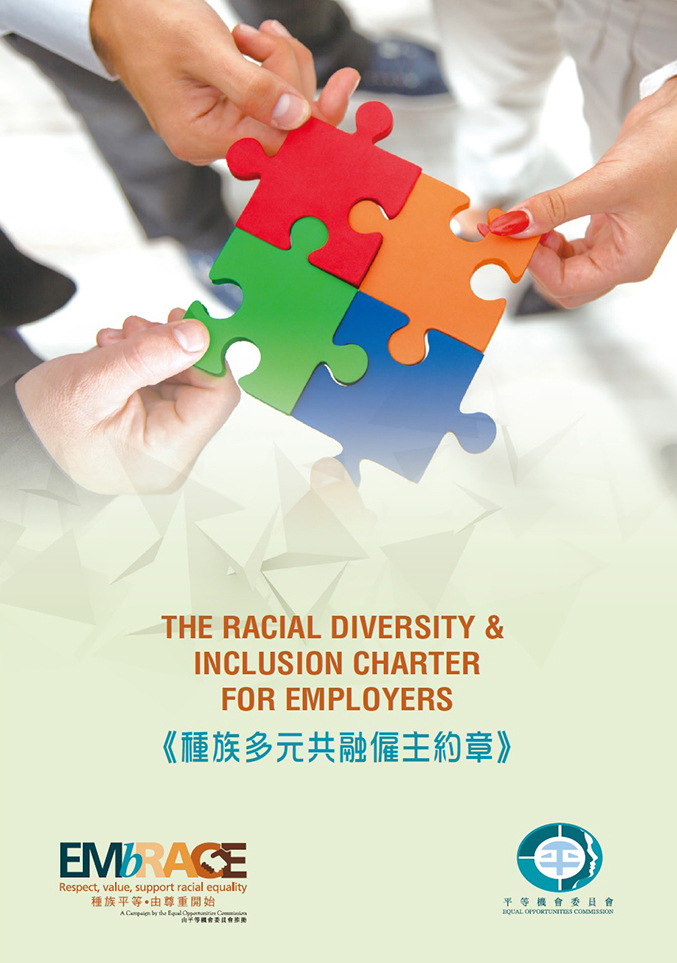 THE RACIAL DIVERSITY &
INCLUSION CHARTER
FOR EMPLOYERS
《種族多元共融僱主約章》
EMbRACE
Respect, value, support racial equality
種族平等•由尊重開始
A Campaign by the Equal Opportunities Commission
由平等機會委員會推動
平
平等機會委員會
EQUAL OPPORTUNITIES COMMISSION